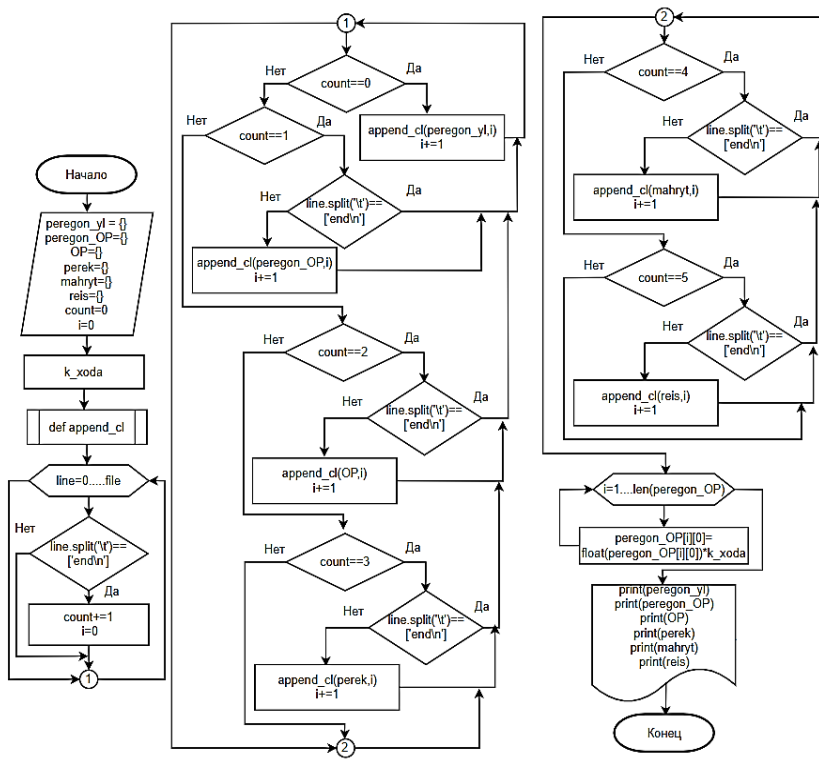 Начало
peregon_yl = {}
peregon_OP={}
OP={}
perek={}
mahryt={}
reis={}
count=0
i=0
k_xoda
def append_cl
line=0.....file
Нет
line.split('\t')==
['end\n']
Да
count+=1
i=0
1
1
Нет
count==0
Да
append_cl(peregon_yl,i)
i+=1
Нет
count==1
Да
Нет
line.split('\t')==
['end\n']
Да
append_cl(peregon_OP,i)
i+=1
Нет
count==2
Да
Нет
line.split('\t')==
['end\n']
Да
append_cl(OP,i)
i+=1
Нет
count==3
Да
Нет
line.split('\t')==
['end\n']
Да
append_cl(perek,i)
i+=1
2
2
Нет
count==4
Да
Нет
line.split('\t')==
['end\n']
Да
append_cl(mahryt,i)
i+=1
Нет
count==5
Да
Нет
line.split('\t')==
['end\n']
Да
append_cl(reis,i)
i+=1
i=1....len(peregon_OP)
peregon_OP[i][0]=
float(peregon_OP[i][0])*k_xoda
print(peregon_yl)
print(peregon_OP)
print(OP)
print(perek)
print(mahryt)
print(reis)
Конец